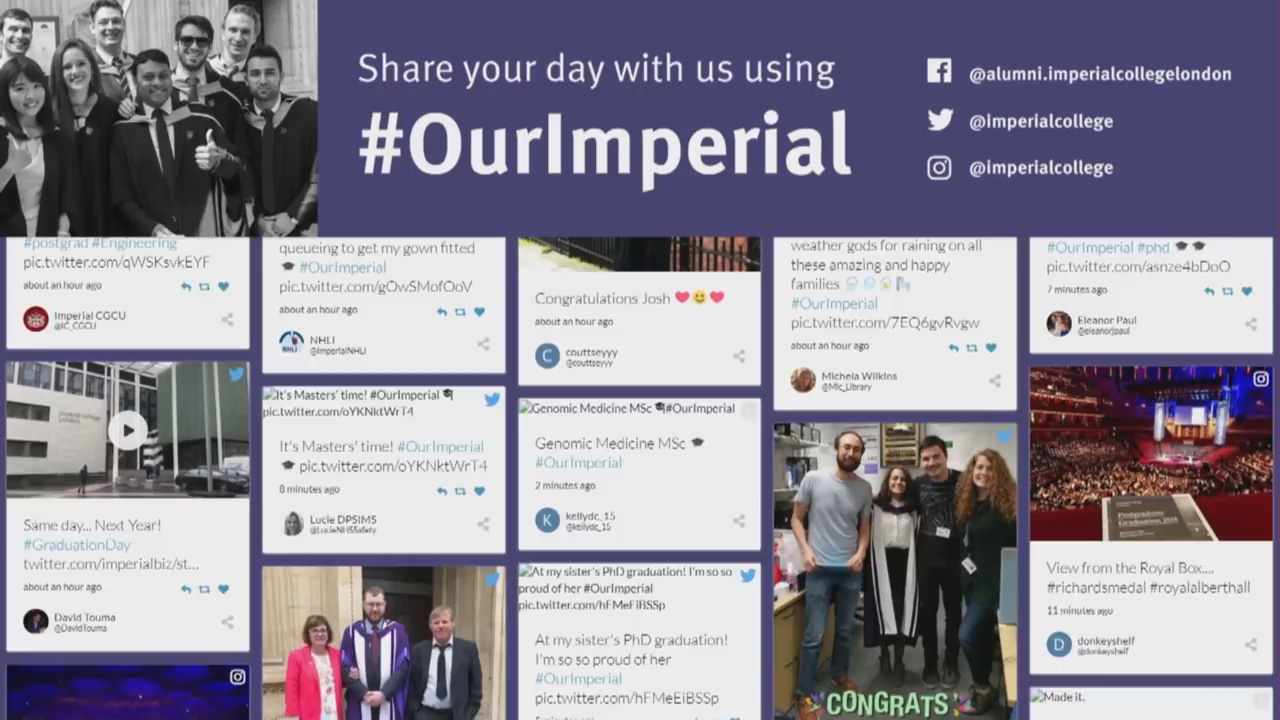 Share your day with us using
#OurImperial
@alumni.imperialcollegelondon
@imperialcollege
@imperialcollege
#postgrad #Engineering
pic.twitter.com/qWSKsvkEYF
about an hour ago
Imperial CGCU
@IC_CGCU
Same day... Next Year!
#GraduationDay
twitter.com/imperialbiz/st...
about an hour ago
David Touma
@DavidTouma
queueing to get my gown fitted
🎓 #OurImperial
pic.twitter.com/gOwSMofOoV
about an hour ago
NHLI
NHLI
@ImperialNHLI
It's Masters' time! #OurImperial 🎓
pic.twitter.com/oYKNktWrT4
It's Masters' time! #OurImperial
🎓 pic.twitter.com/oYKNktWrT4
8 minutes ago
Lucie DPSIMS
@LucieNHSSafety
Congratulations Josh ❤️😃❤️
about an hour ago
C
couttseyyy
@couttseyyy
Genomic Medicine MSc 🎓#OurImperial
Genomic Medicine MSc 🎓
#OurImperial
2 minutes ago
K
kellydc_15
@kellydc_15
At my sister's PhD graduation! I'm so so
proud of her #OurImperial
pic.twitter.com/hFMeEiBSSp
At my sister's PhD graduation!
I'm so so proud of her
#OurImperial
pic.twitter.com/hFMeEiBSSp
weather gods for raining on all
these amazing and happy
families
#OurImperial
pic.twitter.com/7EQ6gvRvgw
about an hour ago
Michela Wilkins
@Mic_Library
CONGRATS
#OurImperial #phd 🎓🎓
pic.twitter.com/asnze4bDoO
7 minutes ago
Eleanor Paul
@eleanorjpaul
Postgraduate
Graduation 2018
View from the Royal Box....
#richardsmedal #royalalberthall
11 minutes ago
D
donkeyshelf
@donkeyshelf
Made it.